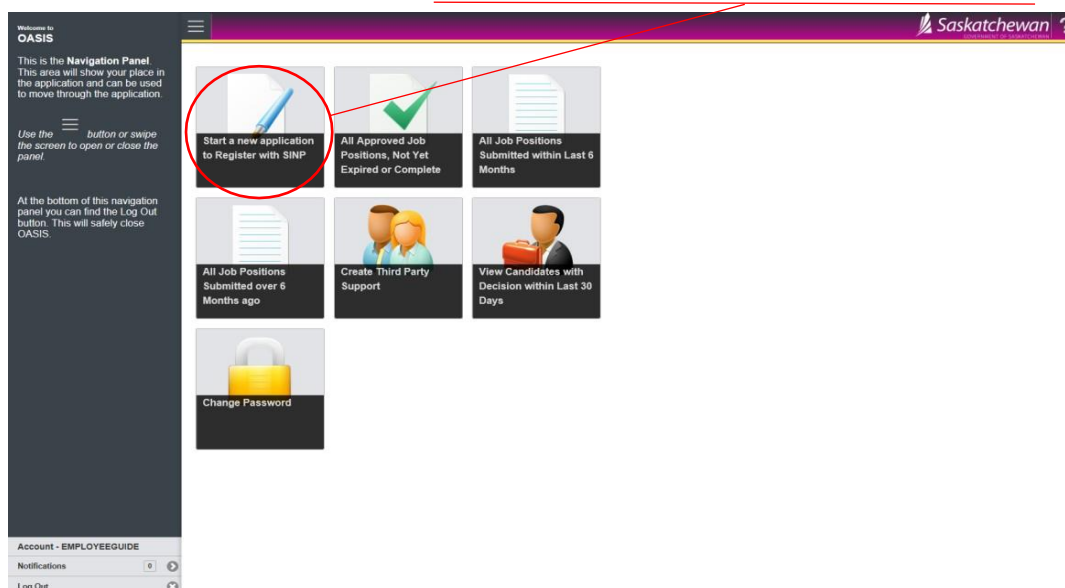 Welcome to
OASIS
This is the Navigation Panel.
This area will show your place in
the application and can be used
to move through the application.
Use the button or swipe
the screen to open or close the
panel.
At the bottom of this navigation
panel you can find the Log Out
button. This will safely close
OASIS.
Account - EMPLOYEEGUIDE
Notifications 0
Log Out
Saskatchewan ?
GOVERNMENT OF SASKATCHEWAN
Start a new application
to Register with SINP
All Approved Job
Positions, Not Yet
Expired or Complete
All Job Positions
Submitted within Last 6
Months
All Job Positions
Submitted over 6
Months ago
Create Third Party
Support
View Candidates with
Decision within Last 30
Days
Change Password